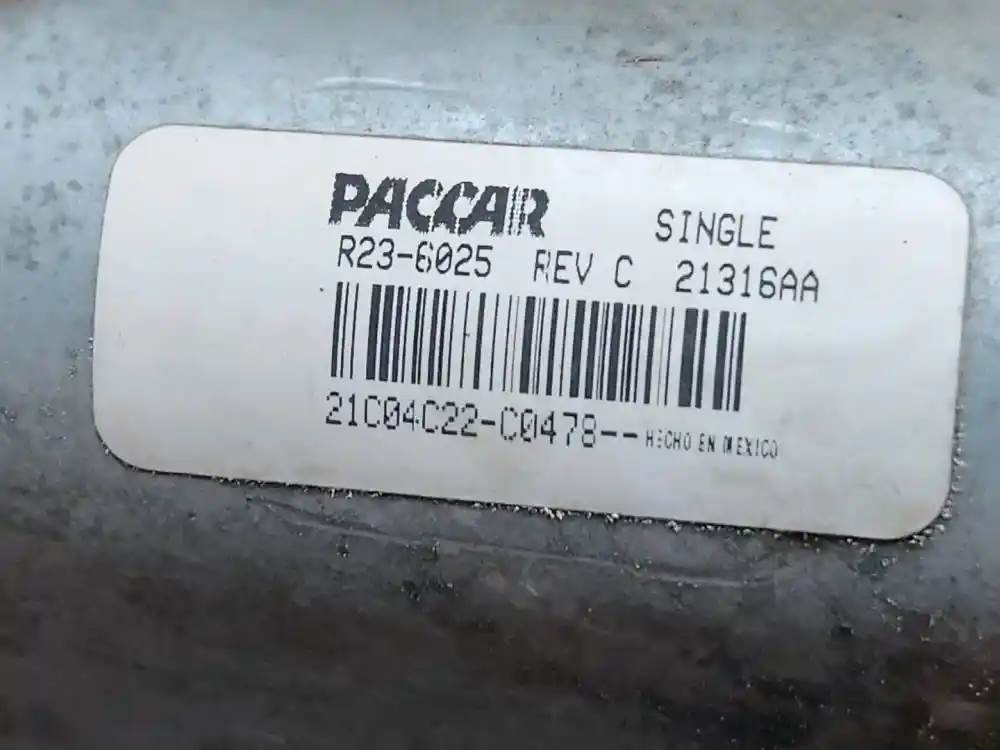 PACCAR SINGLE
R23-6025 REV C 21316AA
21C04C22-C0478-- HECHO EN MEXICO